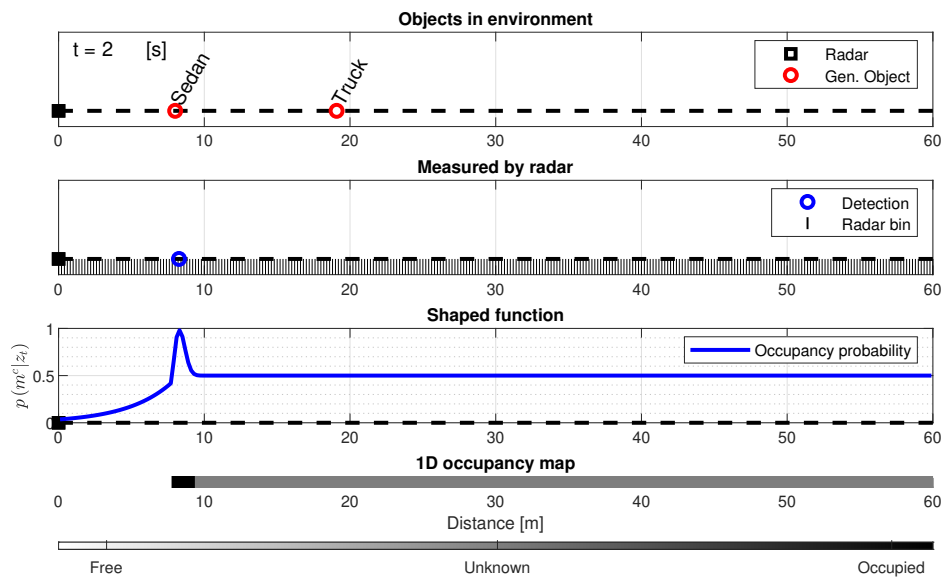 Objects in environment
t = 2 [s]
Sedan
Truck
Radar
Gen. Object
0 10 20 30 40 50 60
Measured by radar
Detection
Radar bin
0 10 20 30 40 50 60
Shaped function
p (m^c|z_t)
1
0.5
0
Occupancy probability
0 10 20 30 40 50 60
1D occupancy map
0 10 20 30 40 50 60
Distance [m]
Free Unknown Occupied